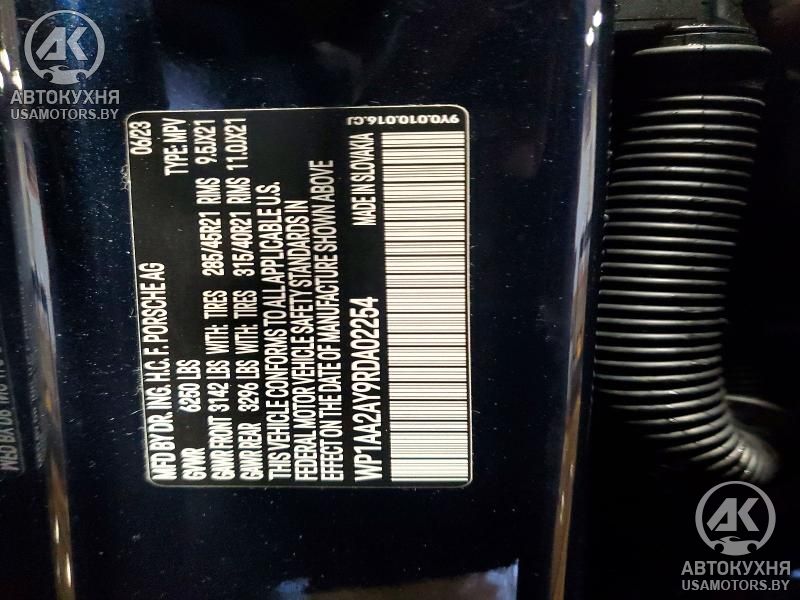 АК
АВТОКУХНЯ
USAMOTORS.BY
MFD BY DR. ING. H.C. F. PORSCHE AG 06/23
GVWR 6250 LBS TYPE: MPV
GAWR FRONT 3142 LBS WITH: TIRES 285/45R21 RIMS 9.5JX21
GAWR REAR 3296 LBS WITH: TIRES 315/40R21 RIMS 11.0JX21
THIS VEHICLE CONFORMS TO ALL APPLICABLE U.S.
FEDERAL MOTOR VEHICLE SAFETY STANDARDS IN
EFFECT ON THE DATE OF MANUFACTURE SHOWN ABOVE
WP1AA2AY9RDA02254 MADE IN SLOVAKIA
9Y0.010.016.CJ
АК
АВТОКУХНЯ
USAMOTORS.BY